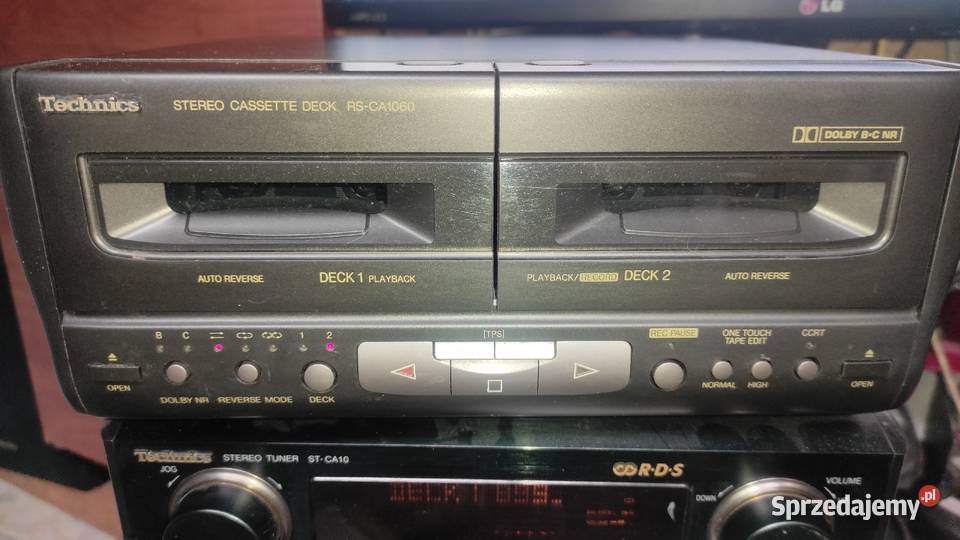 LG
Technics
STEREO CASSETTE DECK RS-CA1060
DOLBY B-C NR
AUTO REVERSE
DECK 1 PLAYBACK
PLAYBACK/RECORD DECK 2
AUTO REVERSE
B C 1 2
[TPS]
REC PAUSE
ONE TOUCH
TAPE EDIT
CCRT
OPEN
DOLBY NR
REVERSE MODE
DECK
NORMAL
HIGH
OPEN
Technics
STEREO TUNER ST-CA10
R·D·S
JOG
VOLUME
DOWN
Sprzedajemy.pl